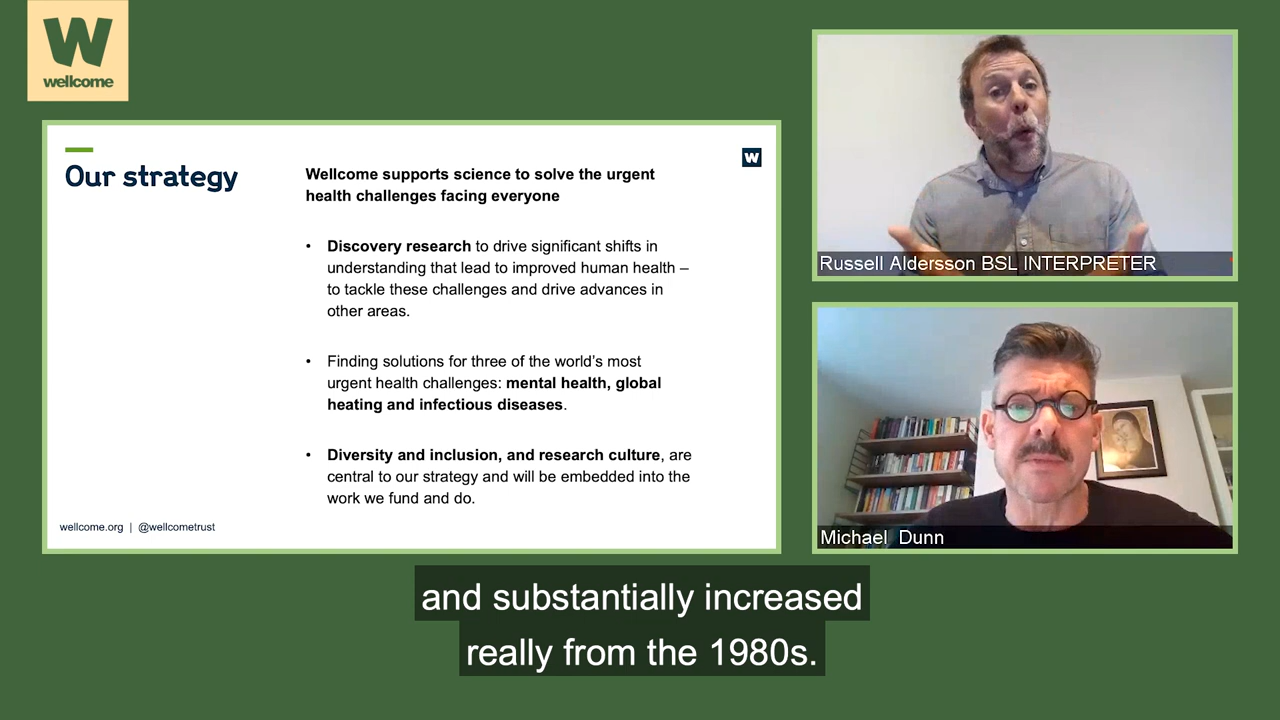 W
wellcome
Our strategy
W
Wellcome supports science to solve the urgent
health challenges facing everyone
• Discovery research to drive significant shifts in
understanding that lead to improved human health –
to tackle these challenges and drive advances in
other areas.
• Finding solutions for three of the world's most
urgent health challenges: mental health, global
heating and infectious diseases.
• Diversity and inclusion, and research culture, are
central to our strategy and will be embedded into the
work we fund and do.
wellcome.org | @wellcometrust
Russell Aldersson BSL INTERPRETER
Michael Dunn
and substantially increased
really from the 1980s.